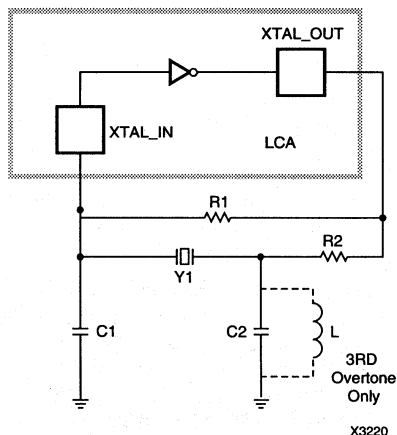 XTAL_OUT
XTAL_IN
LCA
R1
R2
Y1
C1
C2
L
3RD
Overtone
Only
X3220